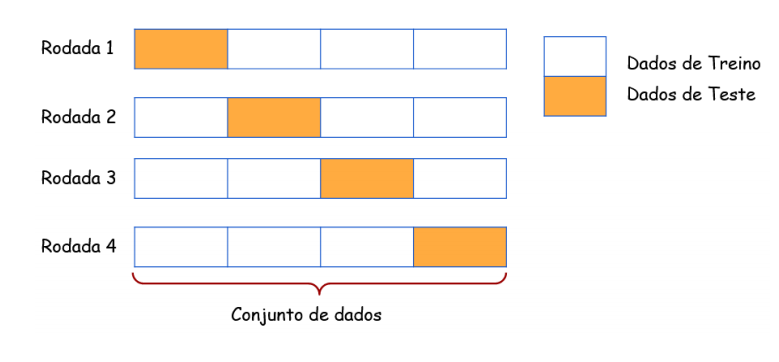 Rodada 1
Dados de Treino
Dados de Teste
Rodada 2
Rodada 3
Rodada 4
Conjunto de dados